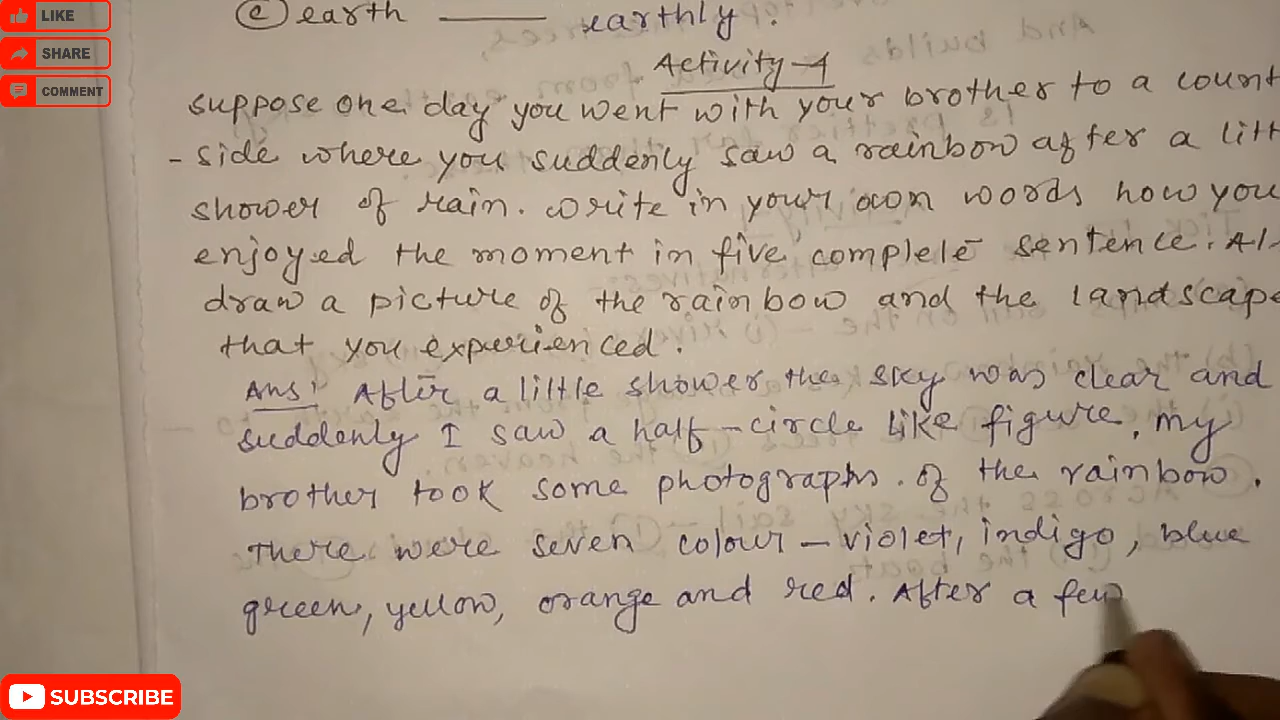 LIKE
SHARE
COMMENT
(c) earth —— earthly.
Activity-4
suppose one day you went with your brother to a count
- side where you suddenly saw a rainbow after a litt
shower of rain. Write in your own words how you
enjoyed the moment in five complete sentence. Al
draw a picture of the rainbow and the landscape
that you experienced.
Ans: After a little shower the sky was clear and
suddenly I saw a half-circle like figure, my
brother took some photographs. of the rainbow.
There were seven colour - violet, indigo, blue
green, yellow, orange and red. After a few
SUBSCRIBE